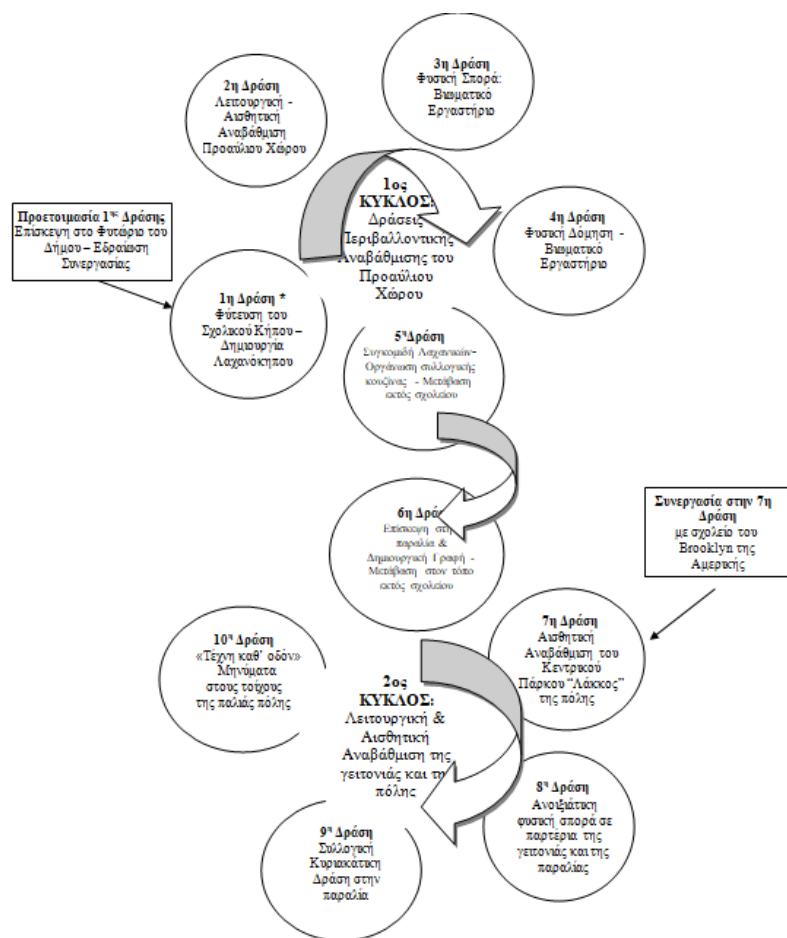 3η Δράση
Φυσική Σπορά:
Βιωματικό
Εργαστήριο
2η Δράση
Λειτουργική -
Αισθητική
Αναβάθμιση
Προαύλιου Χώρου
1ος
ΚΥΚΛΟΣ:
Δράσεις
Περιβαλλοντικής
Αναβάθμισης του
Προαύλιου
Χώρου
4η Δράση
Φυσική Δόμηση -
Βιωματικό
Εργαστήριο
Προετοιμασία 1ης Δράσης
Επίσκεψη στο Φυτώριο του
Δήμου – Εδραίωση
Συνεργασίας
1η Δράση *
Φύτευση του
Σχολικού Κήπου –
Δημιουργία
Λαχανόκηπου
5η Δράση
Συγκομιδή Λαχανικών-
Οργάνωση συλλογικής
κουζίνας - Μετάβαση
εκτός σχολείου
6η Δράσ
Επίσκεψη στη
παραλία &
Δημιουργική Γραφή -
Μετάβαση στον τόπο
εκτός σχολείου
Συνεργασία στην 7η
Δράση
με σχολείο του
Brooklyn της
Αμερικής
7η Δράση
Αισθητική
Αναβάθμιση του
Κεντρικού
Πάρκου “Λάκκος”
της πόλης
10η Δράση
«Τέχνη καθ’ οδόν»
Μηνύματα
στους τοίχους
της παλιάς πόλης
2ος
ΚΥΚΛΟΣ:
Λειτουργική &
Αισθητική
Αναβάθμιση της
γειτονιάς και τη
πόλης
8η Δράση
Ανοιξιάτικη
φυσική σπορά σε
παρτέρια της
γειτονιάς και της
παραλίας
9η Δράση
Συλλογική
Κυριακάτικη
Δράση στην
παραλία